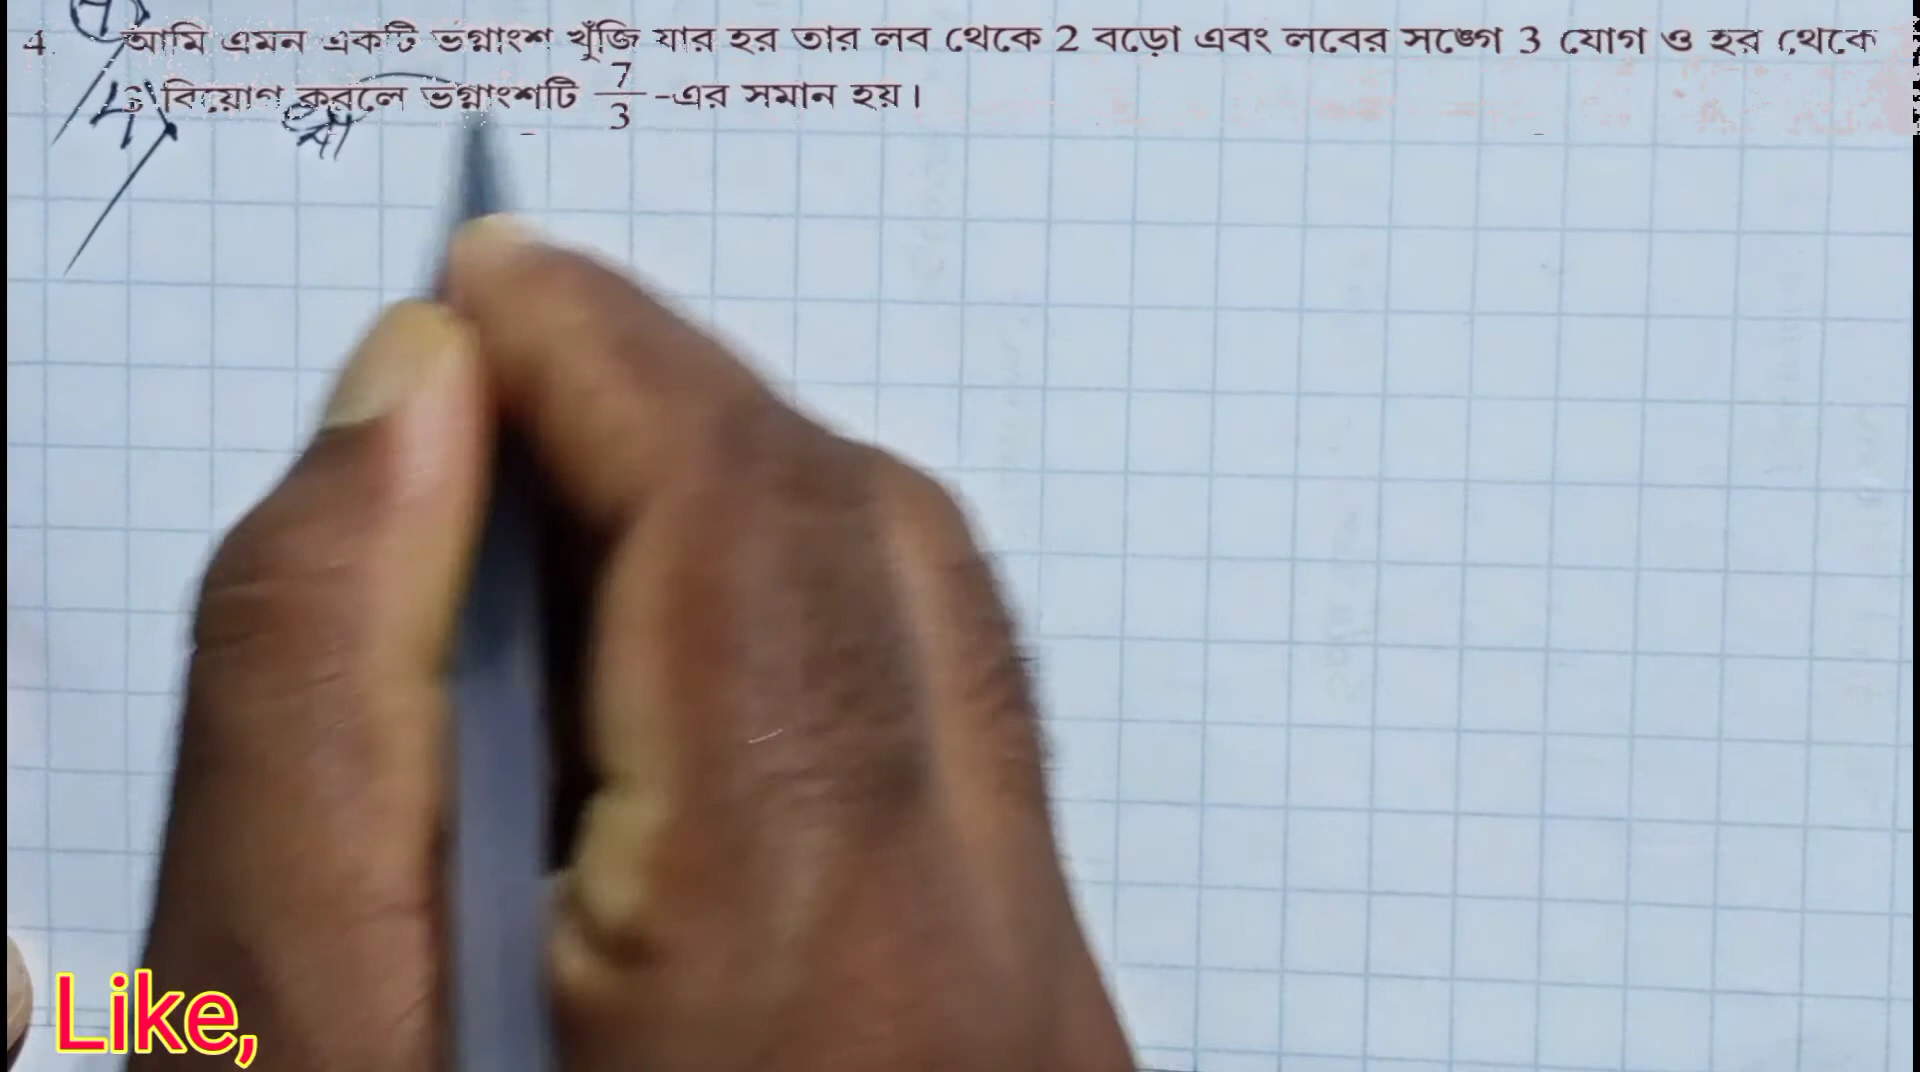 4. আমি এমন একটি ভগ্নাংশ খুঁজি যার হর তার লব থেকে 2 বড়ো এবং লবের সঙ্গে 3 যোগ ও হর থেকে
বিয়োগ করলে ভগ্নাংশটি 7/3 -এর সমান হয়।
Like,